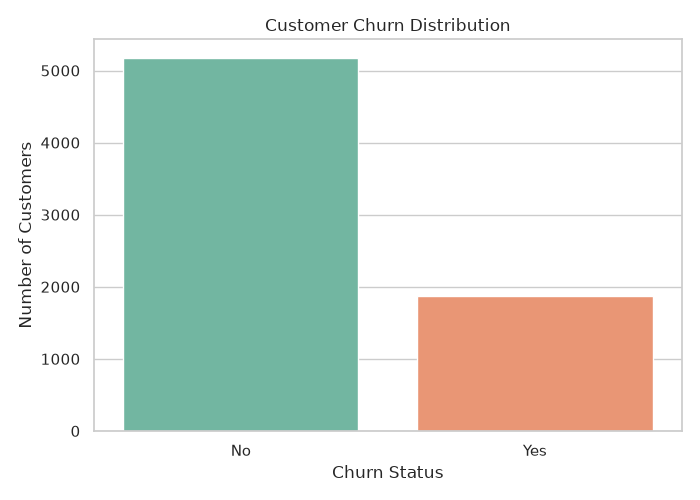 Customer Churn Distribution
Number of Customers
5000
4000
3000
2000
1000
0
No
Yes
Churn Status